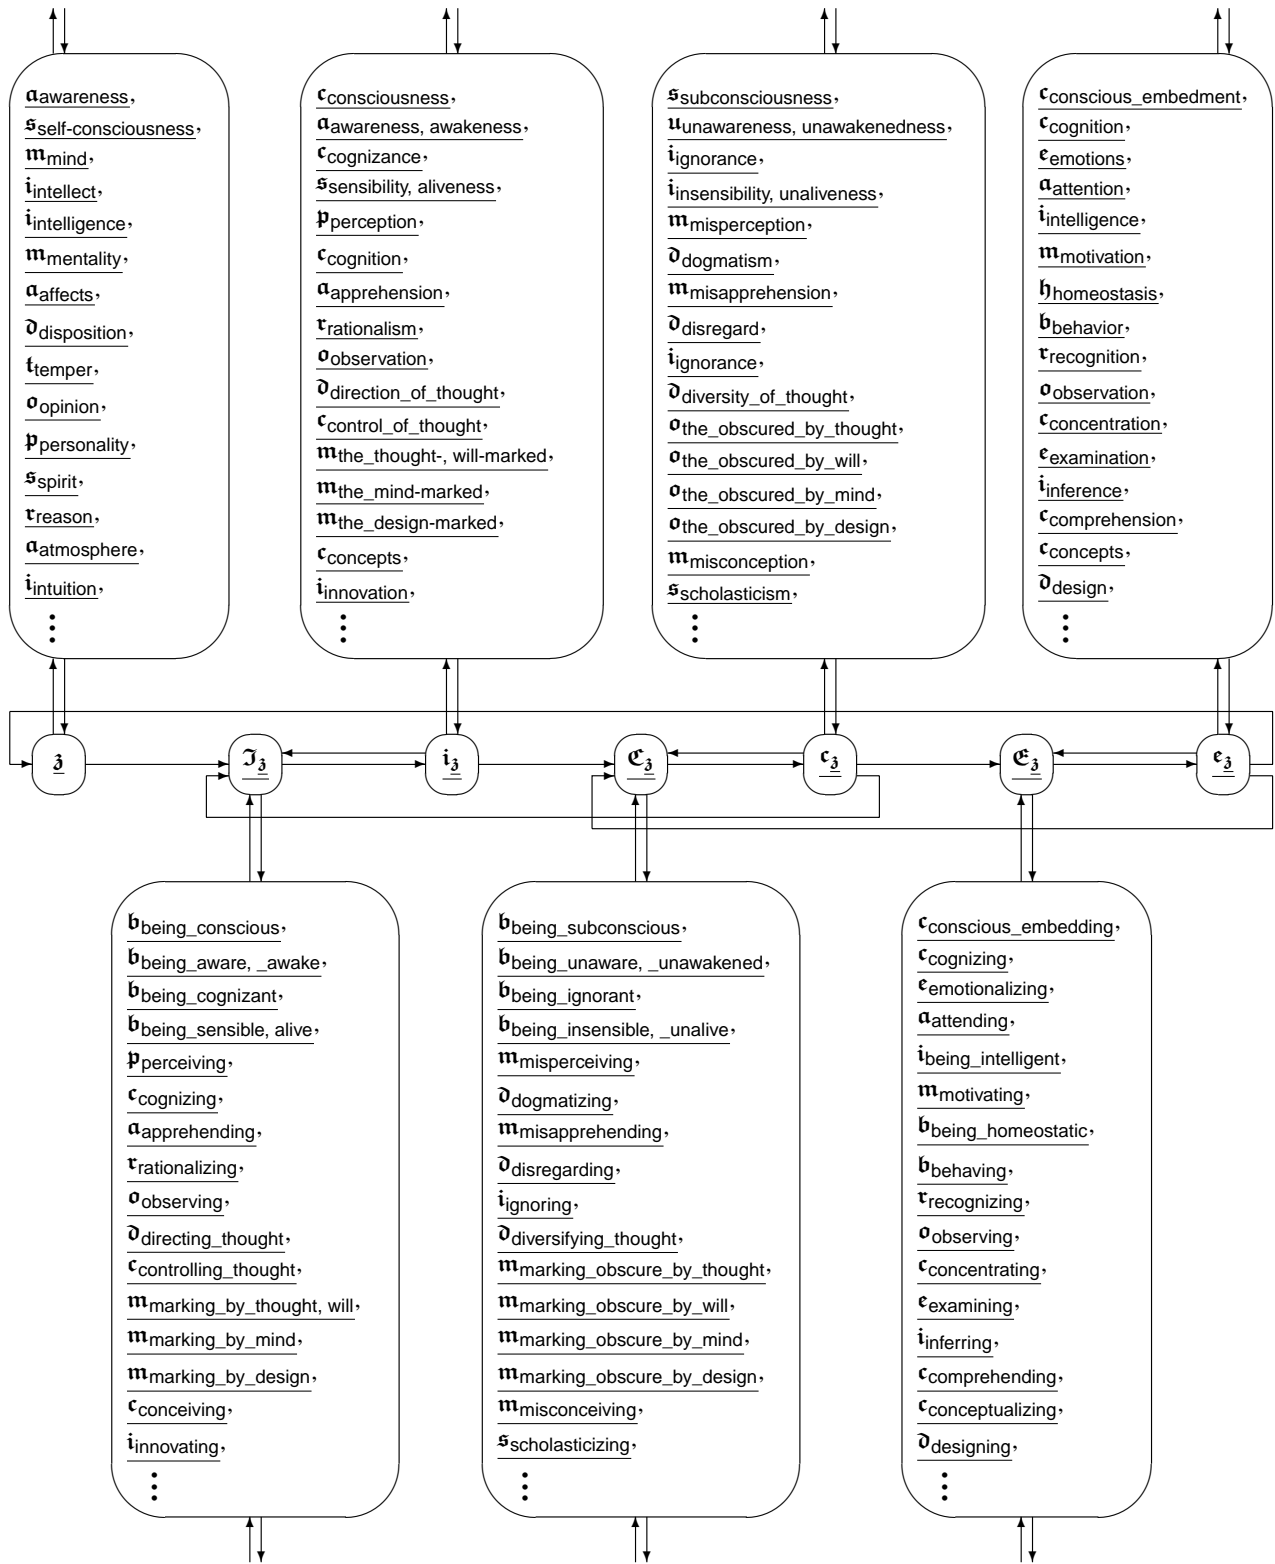 𝔞awareness,
𝔰self-consciousness,
𝔪mind,
𝔦intellect,
𝔦intelligence,
𝔪mentality,
𝔞affects,
𝔡disposition,
𝔱temper,
𝔬opinion,
𝔭personality,
𝔰spirit,
𝔯reason,
𝔞atmosphere,
𝔦intuition,
⋮
𝔠consciousness,
𝔞awareness, awakeness,
𝔠cognizance,
𝔰sensibility, aliveness,
𝔭perception,
𝔠cognition,
𝔞apprehension,
𝔯rationalism,
𝔬observation,
𝔡direction_of_thought,
𝔠control_of_thought,
𝔪the_thought-, will-marked,
𝔪the_mind-marked,
𝔪the_design-marked,
𝔠concepts,
𝔦innovation,
⋮
𝔰subconsciousness,
𝔲unawareness, unawakenedness,
𝔦ignorance,
𝔦insensibility, unaliveness,
𝔪misperception,
𝔡dogmatism,
𝔪misapprehension,
𝔡disregard,
𝔦ignorance,
𝔡diversity_of_thought,
𝔬the_obscured_by_thought,
𝔬the_obscured_by_will,
𝔬the_obscured_by_mind,
𝔬the_obscured_by_design,
𝔪misconception,
𝔰scholasticism,
⋮
𝔠conscious_embedment,
𝔠cognition,
𝔢emotions,
𝔞attention,
𝔦intelligence,
𝔪motivation,
𝔥homeostasis,
𝔟behavior,
𝔯recognition,
𝔬observation,
𝔠concentration,
𝔢examination,
𝔦inference,
𝔠comprehension,
𝔠concepts,
𝔡design,
⋮
𝔷 ℑ𝔷 𝔦𝔷 ℭ𝔷 𝔠𝔷 𝔈𝔷 𝔢𝔷
𝔟being_conscious,
𝔟being_aware, _awake,
𝔟being_cognizant,
𝔟being_sensible, alive,
𝔭perceiving,
𝔠cognizing,
𝔞apprehending,
𝔯rationalizing,
𝔬observing,
𝔡directing_thought,
𝔠controlling_thought,
𝔪marking_by_thought, will,
𝔪marking_by_mind,
𝔪marking_by_design,
𝔠conceiving,
𝔦innovating,
⋮
𝔟being_subconscious,
𝔟being_unaware, _unawakened,
𝔟being_ignorant,
𝔟being_insensible, _unalive,
𝔪misperceiving,
𝔡dogmatizing,
𝔪misapprehending,
𝔡disregarding,
𝔦ignoring,
𝔡diversifying_thought,
𝔪marking_obscure_by_thought,
𝔪marking_obscure_by_will,
𝔪marking_obscure_by_mind,
𝔪marking_obscure_by_design,
𝔪misconceiving,
𝔰scholasticizing,
⋮
𝔠conscious_embedding,
𝔠cognizing,
𝔢emotionalizing,
𝔞attending,
𝔦being_intelligent,
𝔪motivating,
𝔟being_homeostatic,
𝔟behaving,
𝔯recognizing,
𝔬observing,
𝔠concentrating,
𝔢examining,
𝔦inferring,
𝔠comprehending,
𝔠conceptualizing,
𝔡designing,
⋮